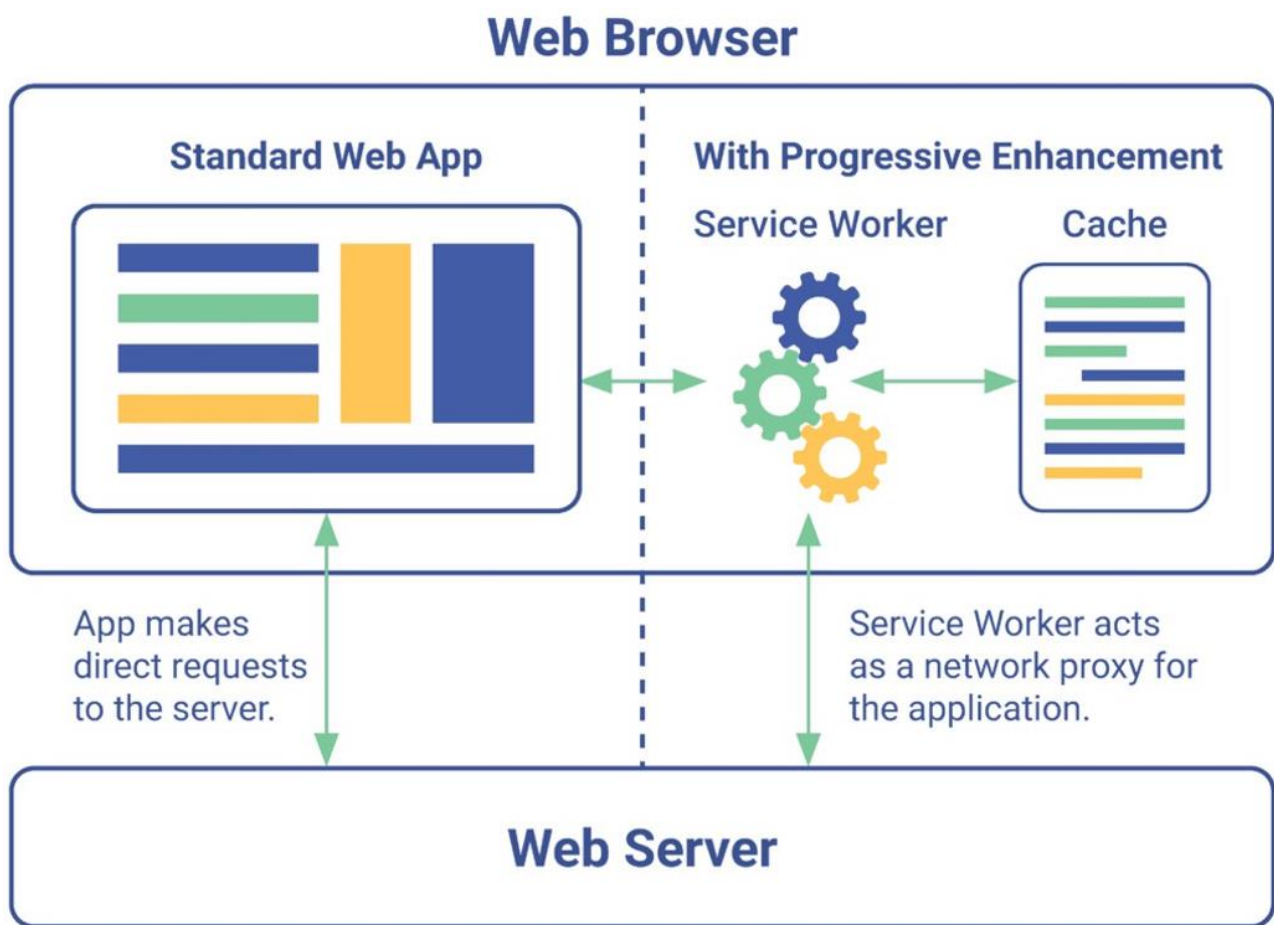 Web Browser
Standard Web App
With Progressive Enhancement
Service Worker
Cache
App makes
direct requests
to the server.
Service Worker acts
as a network proxy for
the application.
Web Server